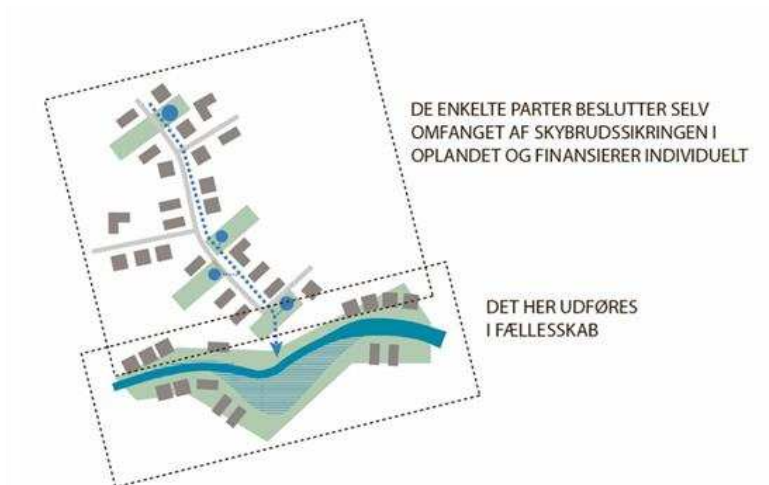 DE ENKELTE PARTER BESLUTTER SELV
OMFANGET AF SKYBRUDSSIKRINGEN I
OPLANDET OG FINANSIERER INDIVIDUELT
DET HER UDFØRES
I FÆLLESSKAB